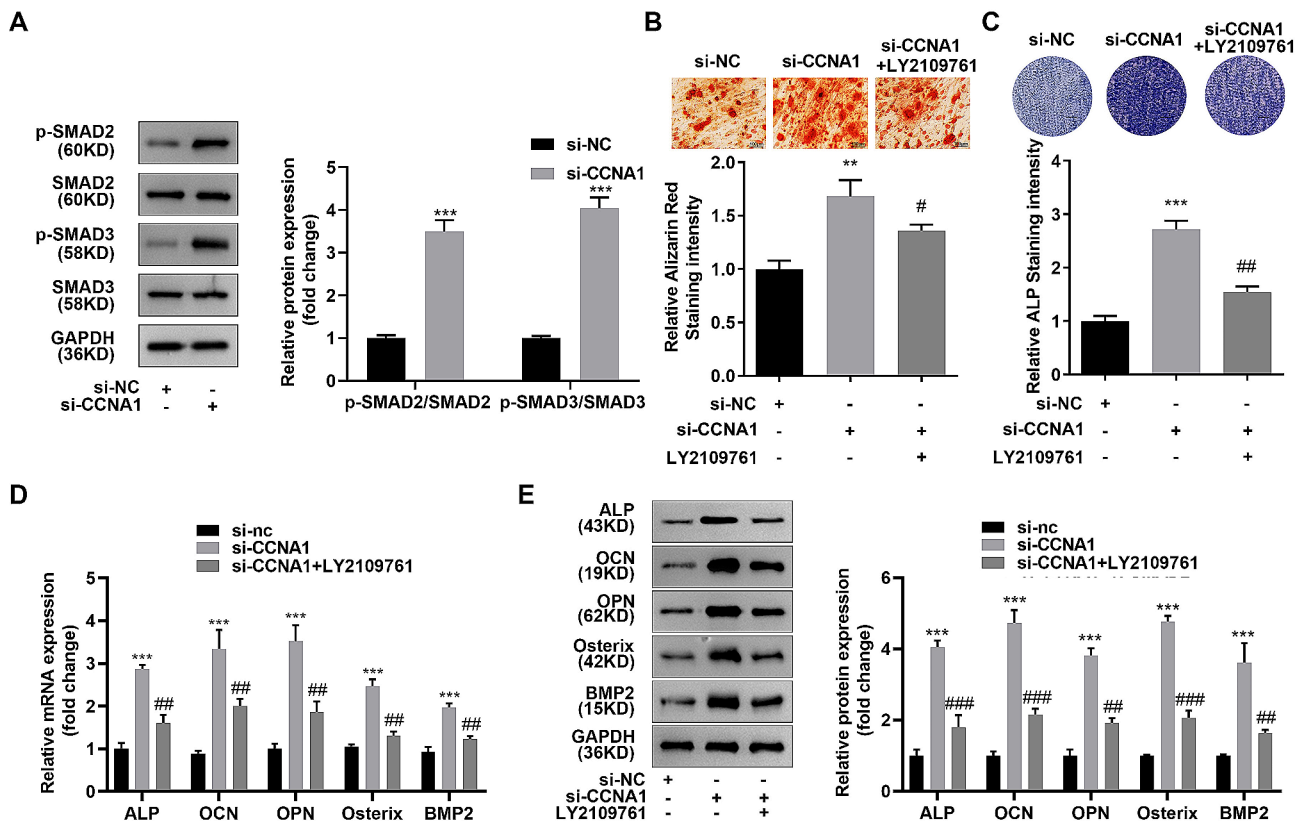 A
p-SMAD2
(60KD)
SMAD2
(60KD)
p-SMAD3
(58KD)
SMAD3
(58KD)
GAPDH
(36KD)
si-NC + -
si-CCNA1 - +
Relative protein expression
(fold change)
5
4
3
2
1
0
si-NC
si-CCNA1
***
***
p-SMAD2/SMAD2
p-SMAD3/SMAD3
B
si-NC
si-CCNA1
si-CCNA1
+LY2109761
Relative Alizarin Red
Staining intensity
2.0
1.5
1.0
0.5
0.0
**
#
si-NC + - -
si-CCNA1 - + +
LY2109761 - - +
C
si-NC
si-CCNA1
si-CCNA1
+LY2109761
Relative ALP Staining intensity
4
3
2
1
0
***
##
si-NC + - -
si-CCNA1 - + +
LY2109761 - - +
D
si-nc
si-CCNA1
si-CCNA1+LY2109761
Relative mRNA expression
(fold change)
5
4
3
2
1
0
*** *** *** *** ***
## ## ## ## ##
ALP OCN OPN Osterix BMP2
E
ALP
(43KD)
OCN
(19KD)
OPN
(62KD)
Osterix
(42KD)
BMP2
(15KD)
GAPDH
(36KD)
si-NC + - -
si-CCNA1 - + +
LY2109761 - - +
si-nc
si-CCNA1
si-CCNA1+LY2109761
Relative protein expression
(fold change)
6
4
2
0
*** *** *** *** ***
### ### ## ### ##
ALP OCN OPN Osterix BMP2